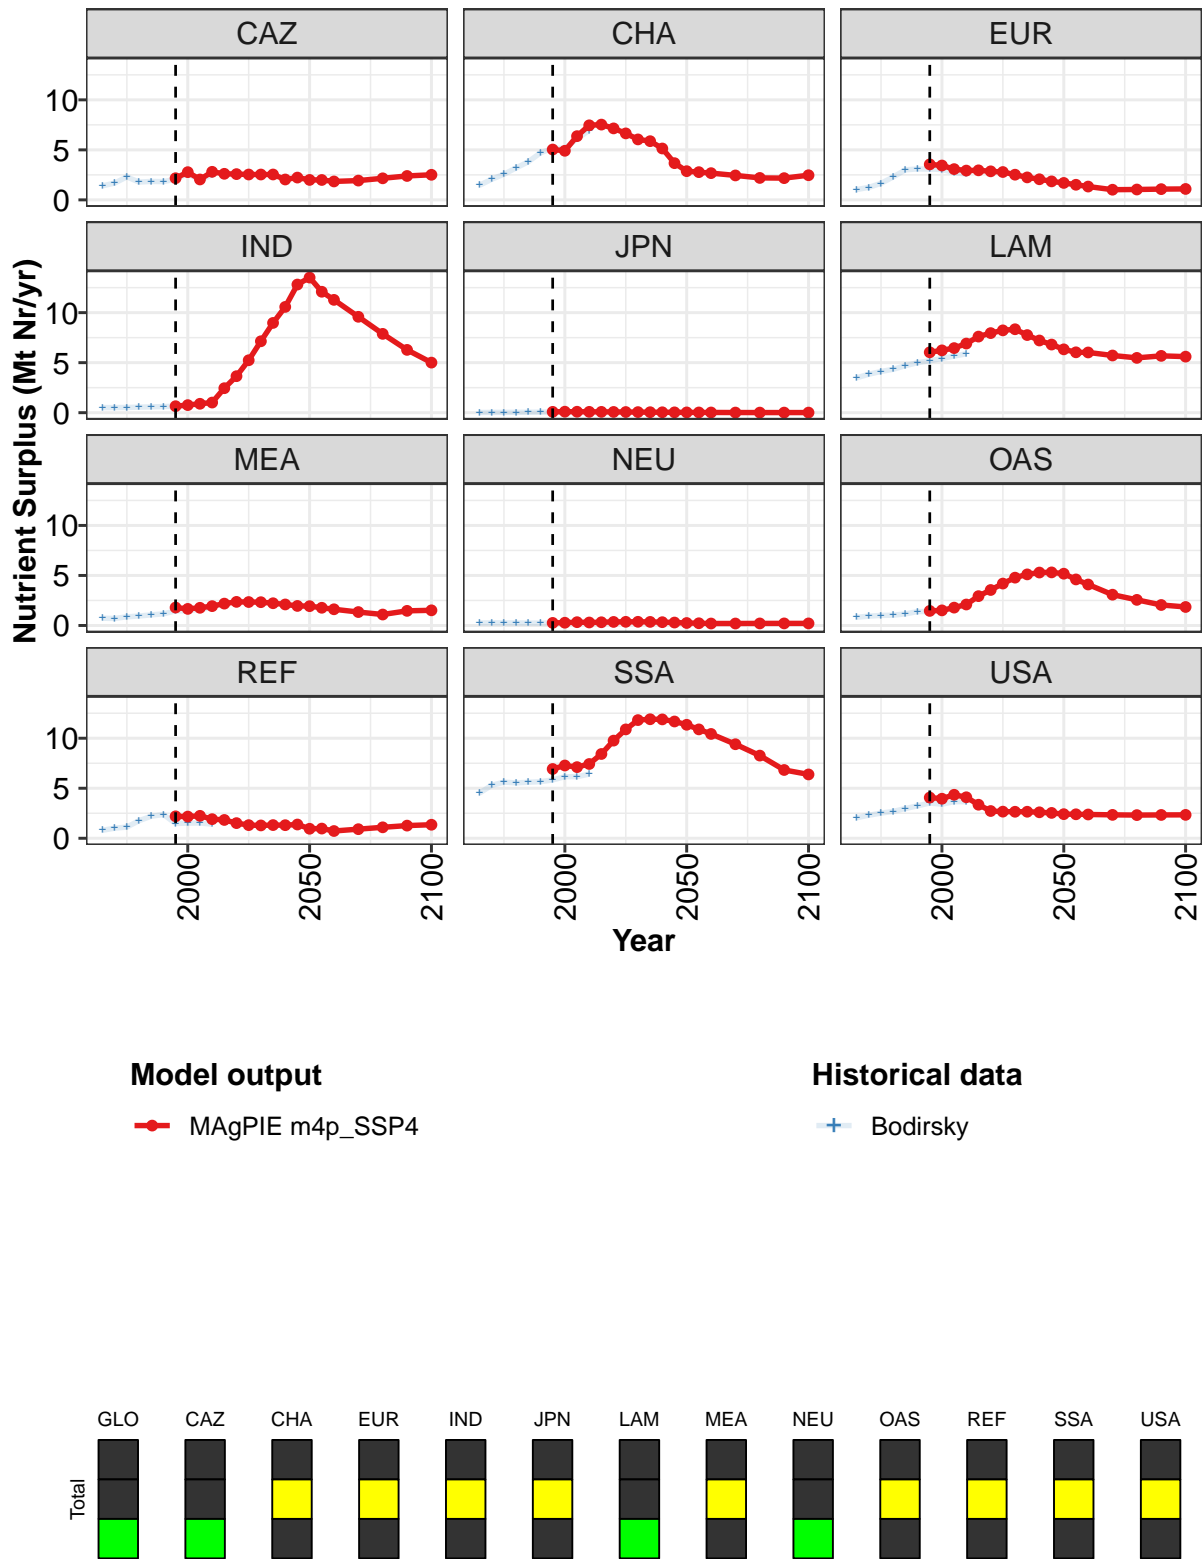 CAZ CHA EUR
10
5
0
IND JPN LAM
10
5
0
MEA NEU OAS
10
5
0
REF SSA USA
10
5
0
Nutrient Surplus (Mt Nr/yr)
2000 2050 2100 2000 2050 2100 2000 2050 2100
Year
Model output Historical data
MAgPIE m4p_SSP4 Bodirsky
GLO CAZ CHA EUR IND JPN LAM MEA NEU OAS REF SSA USA
Total